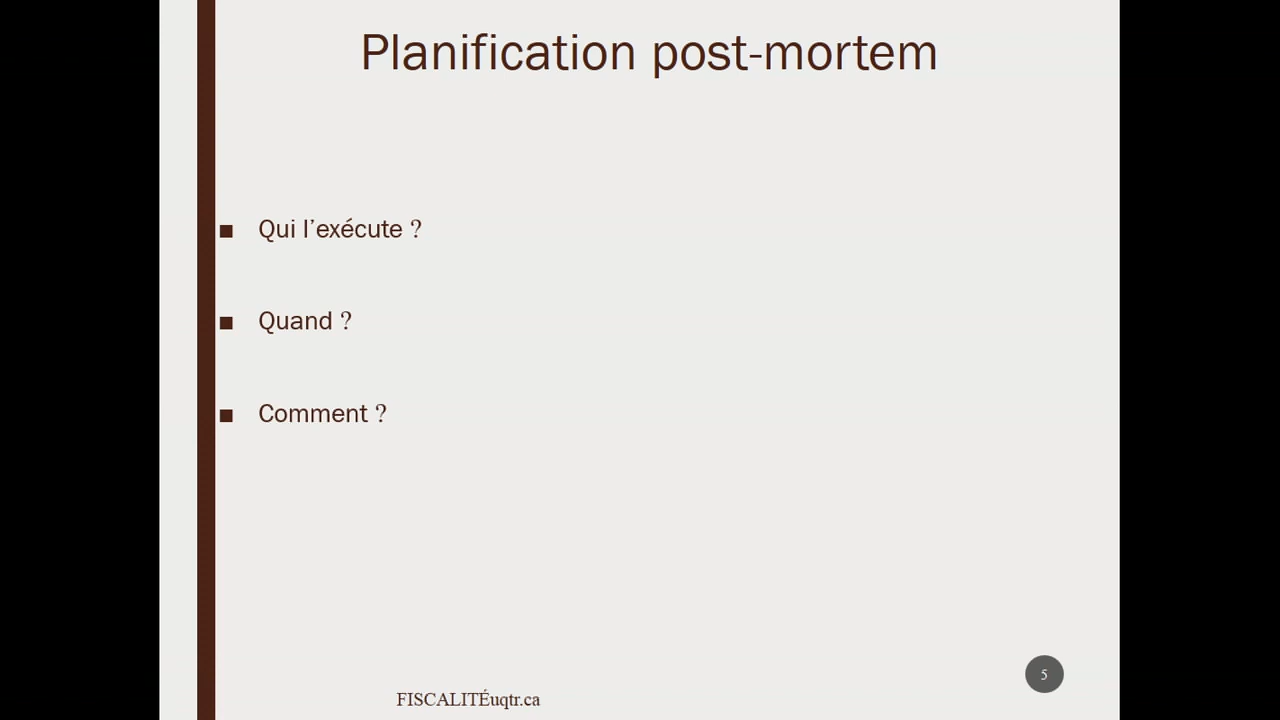 Planification post-mortem
■ Qui l’exécute ?
■ Quand ?
■ Comment ?
5
FISCALITÉuqtr.ca